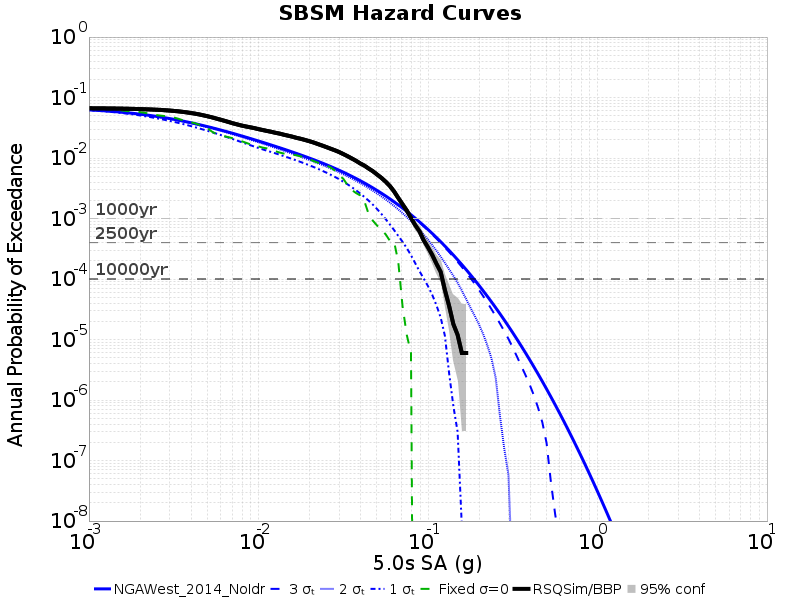 SBSM Hazard Curves
Annual Probability of Exceedance
10^0
10^-1
10^-2
10^-3
10^-4
10^-5
10^-6
10^-7
10^-8
1000yr
2500yr
10000yr
10^-3
10^-2
10^-1
10^0
10^1
5.0s SA (g)
NGAWest_2014_NoIdr 3 σₜ 2 σₜ 1 σₜ Fixed σ=0 RSQSim/BBP 95% conf